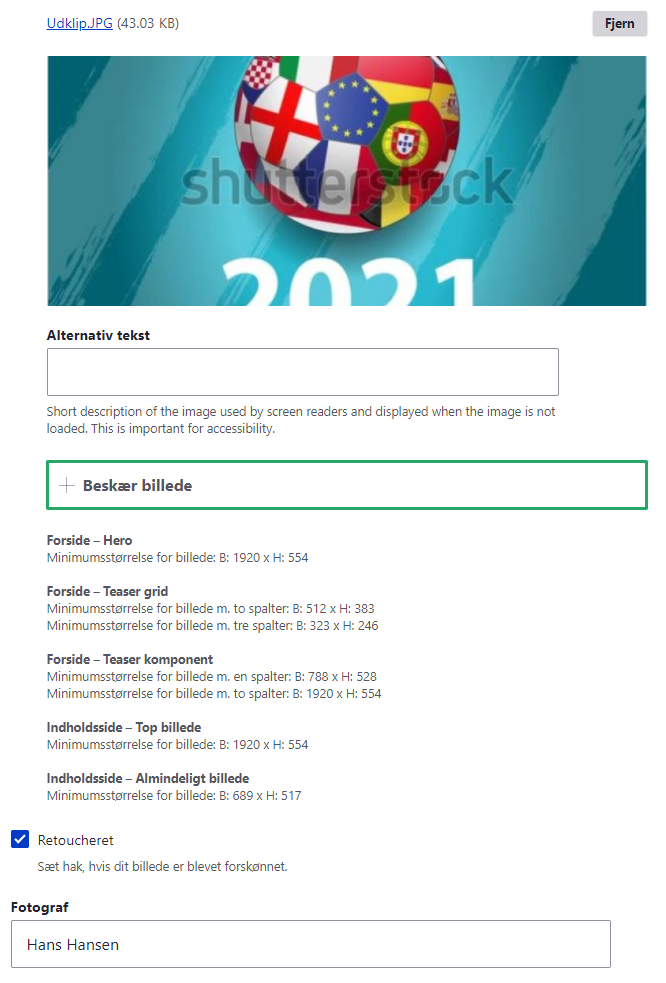 Udklip.JPG (43.03 KB)
Fjern
shutterstock
2021
Alternativ tekst
Short description of the image used by screen readers and displayed when the image is not
loaded. This is important for accessibility.
Beskær billede
Forside – Hero
Minimumsstørrelse for billede: B: 1920 x H: 554
Forside – Teaser grid
Minimumsstørrelse for billede m. to spalter: B: 512 x H: 383
Minimumsstørrelse for billede m. tre spalter: B: 323 x H: 246
Forside – Teaser komponent
Minimumsstørrelse for billede m. en spalter: B: 788 x H: 528
Minimumsstørrelse for billede m. to spalter: B: 1920 x H: 554
Indholdsside – Top billede
Minimumsstørrelse for billede: B: 1920 x H: 554
Indholdsside – Almindeligt billede
Minimumsstørrelse for billede: B: 689 x H: 517
Retoucheret
Sæt hak, hvis dit billede er blevet forskønnet.
Fotograf
Hans Hansen